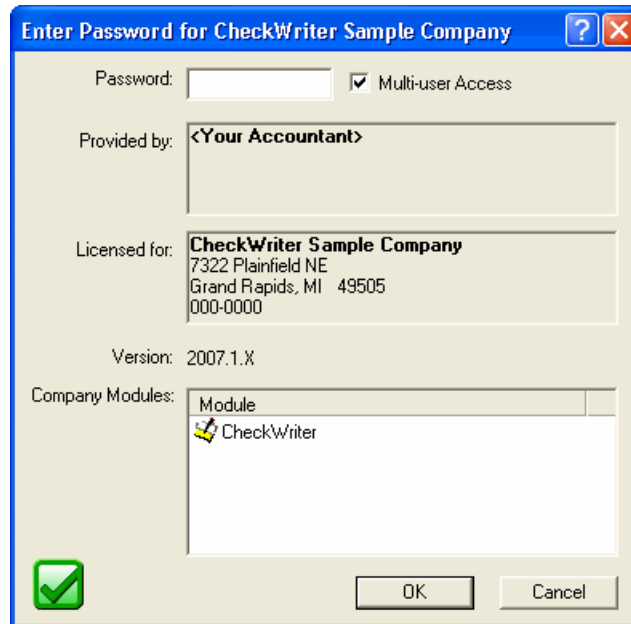 Enter Password for CheckWriter Sample Company
Password:
Multi-user Access
Provided by:
<Your Accountant>
Licensed for:
CheckWriter Sample Company
7322 Plainfield NE
Grand Rapids, MI 49505
000-0000
Version: 2007.1.X
Company Modules:
Module
CheckWriter
OK Cancel